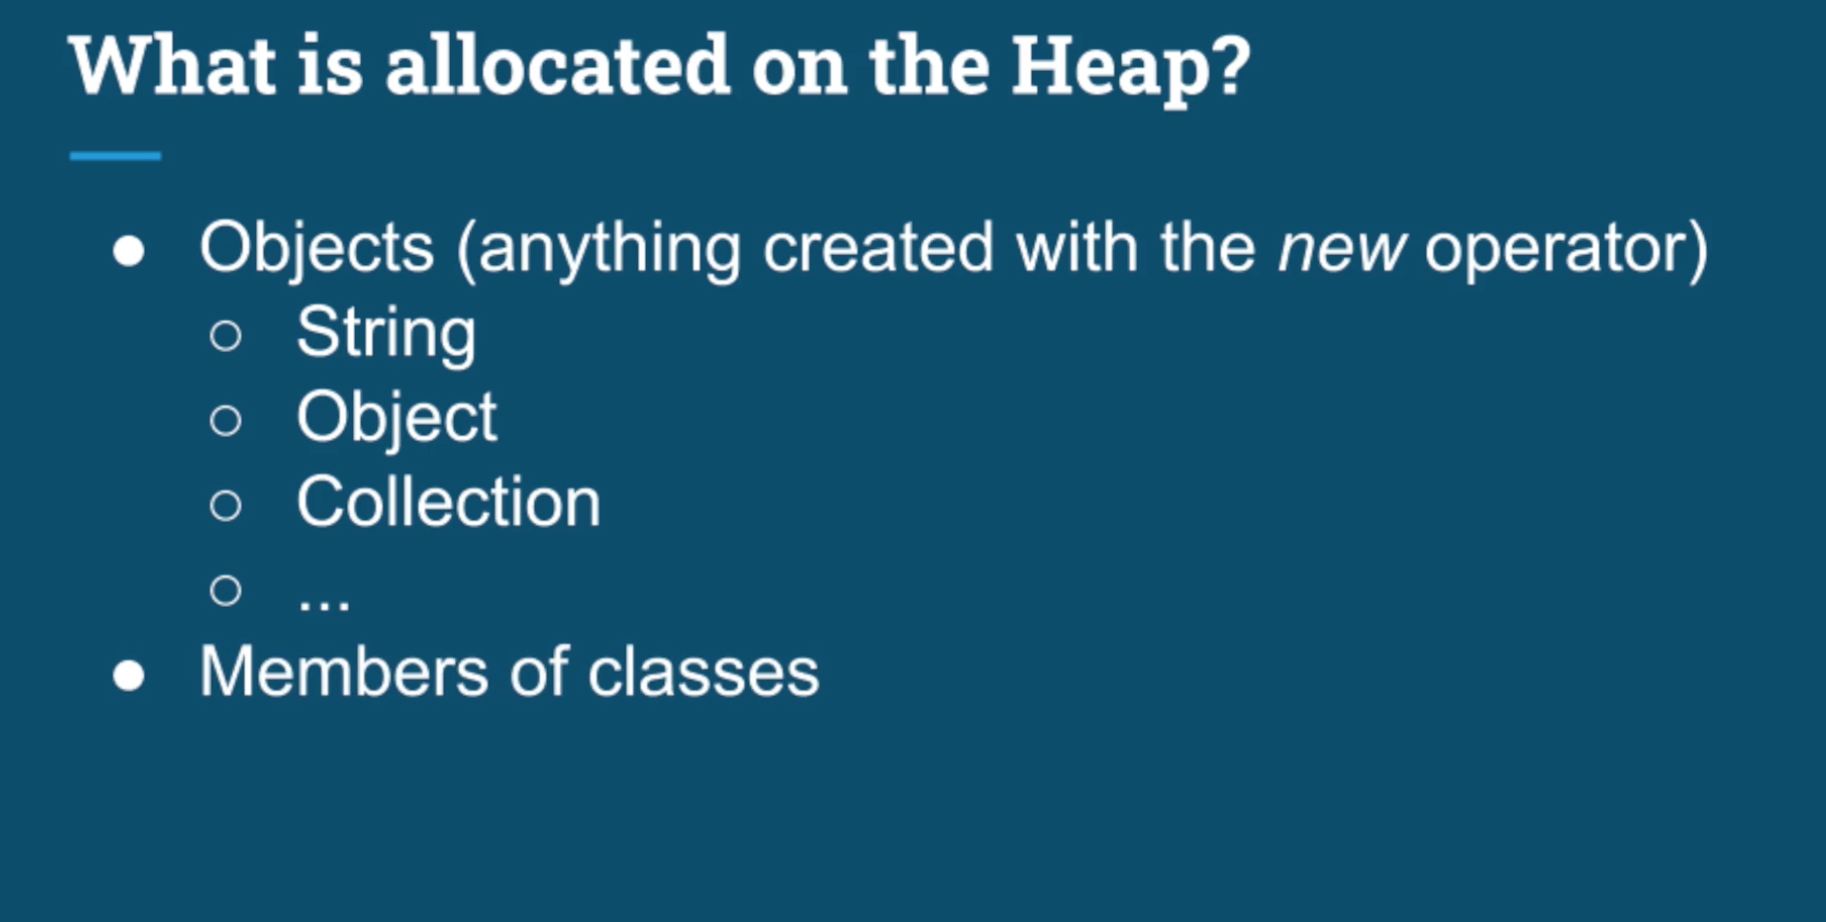 What is allocated on the Heap?
● Objects (anything created with the new operator)
○ String
○ Object
○ Collection
○ ...
● Members of classes